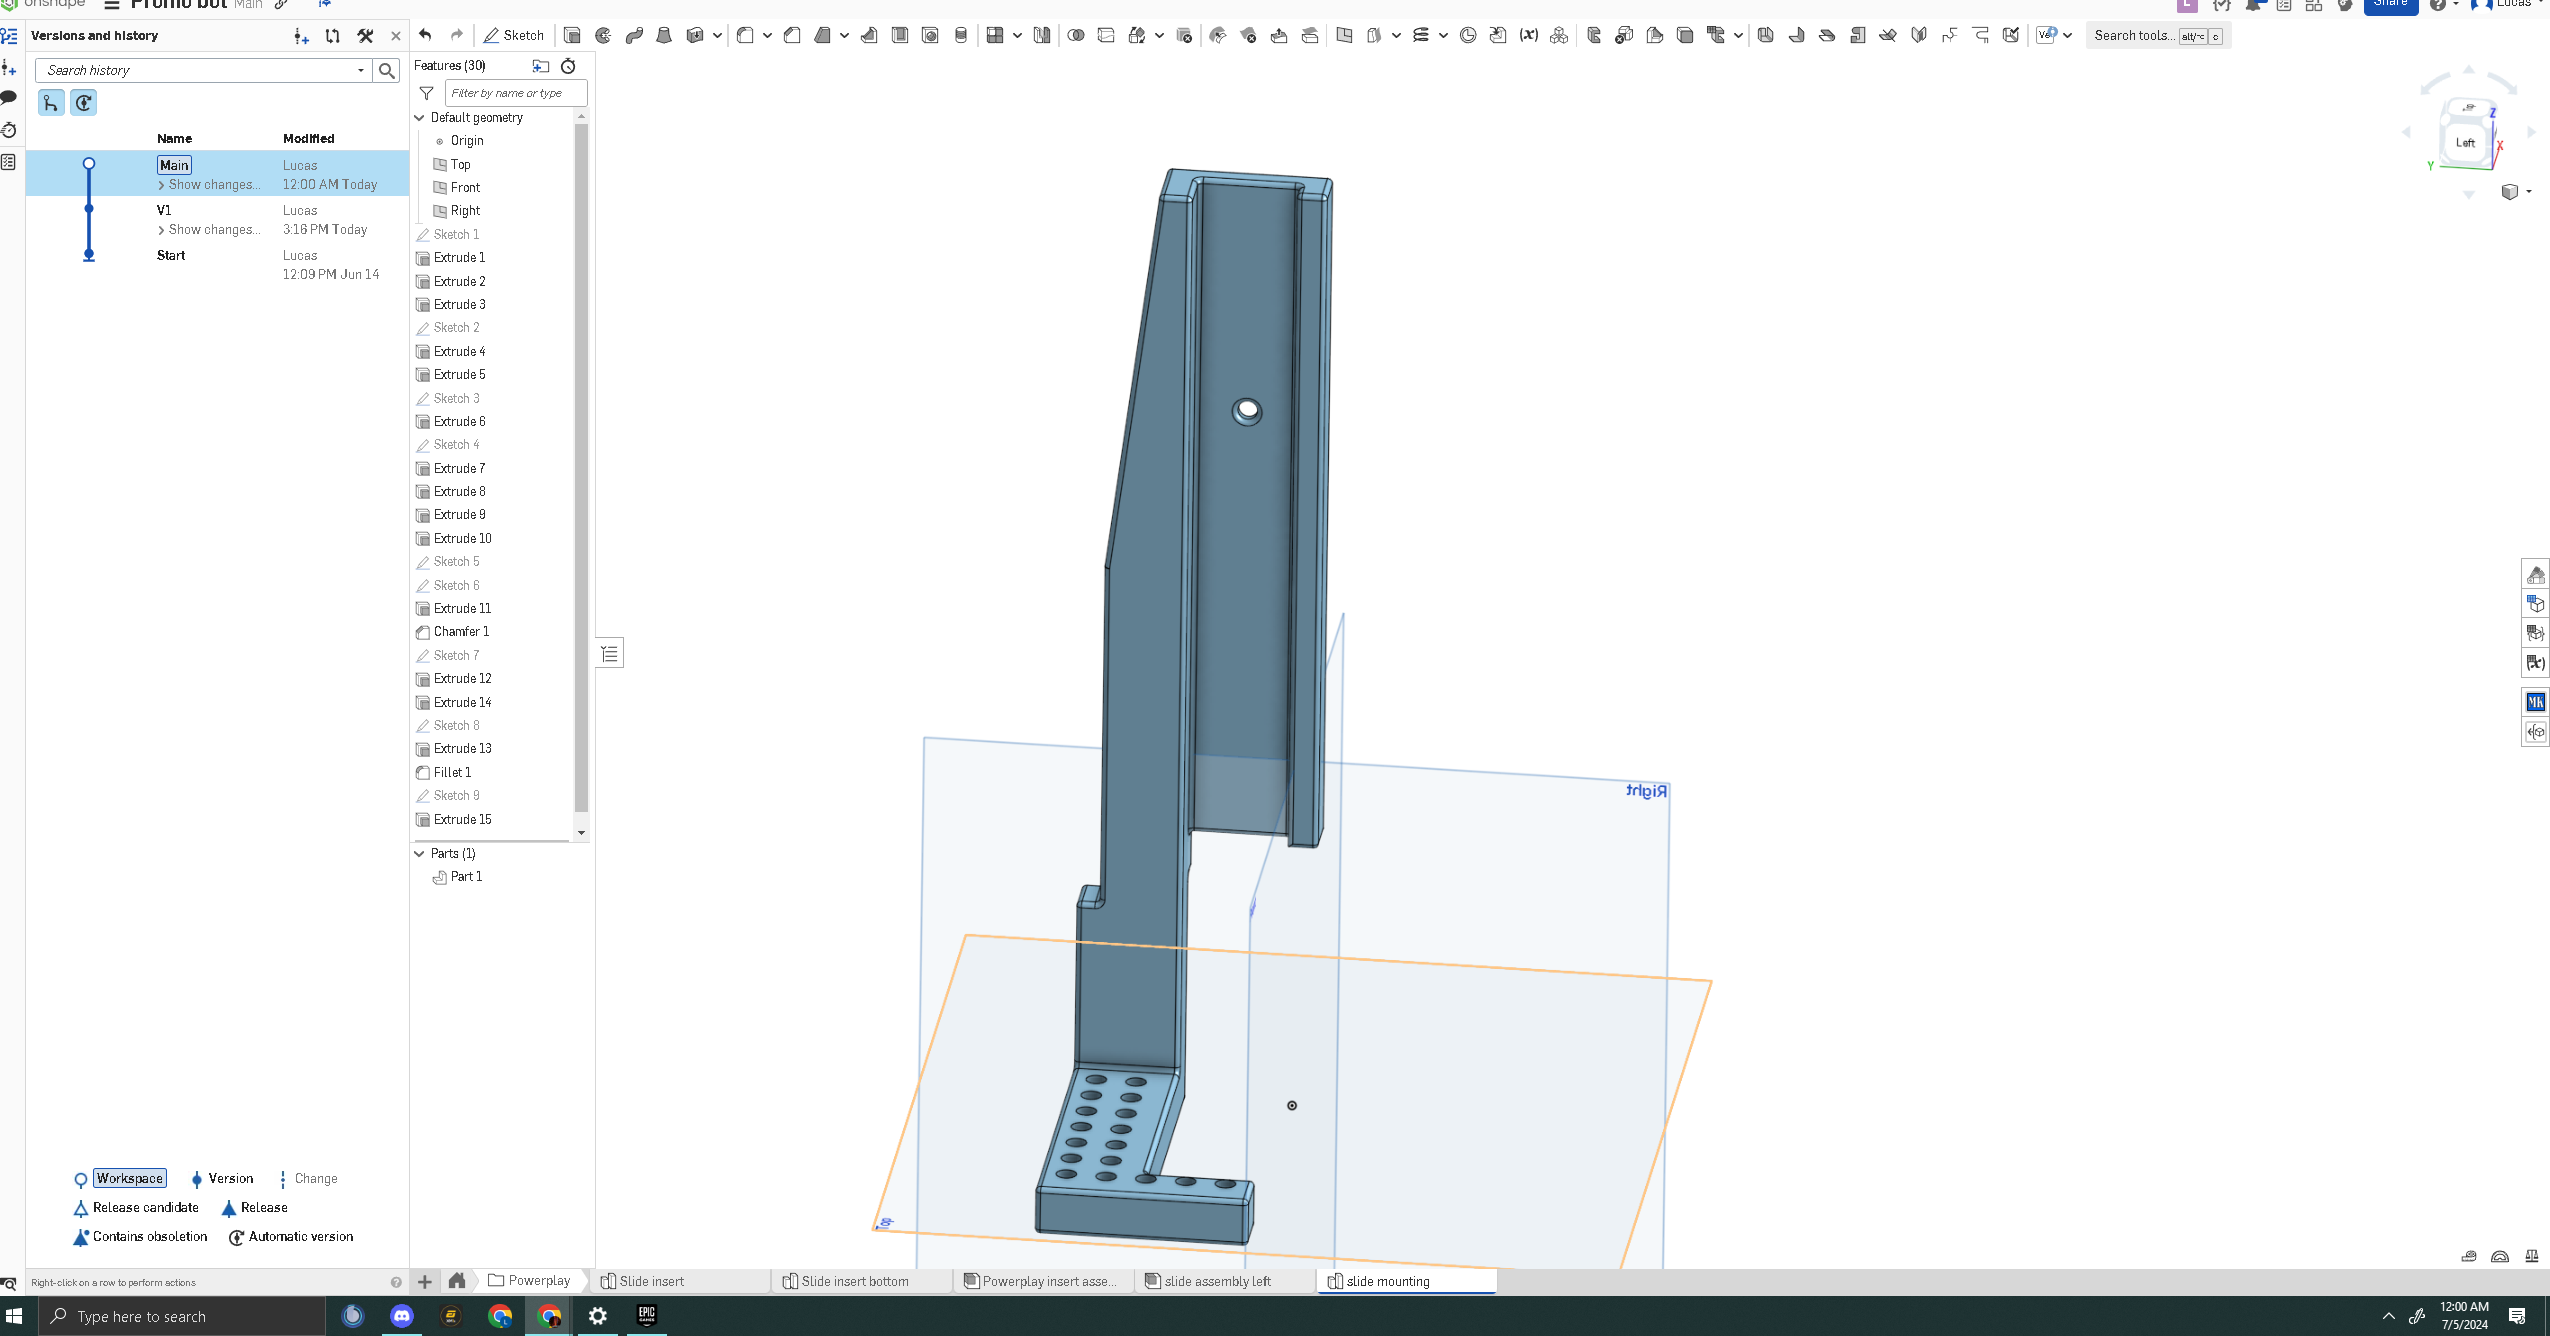 onshape Promo bot Main Share Lucas
Versions and history Sketch Search tools... alt/⌥ c
Search history
Features (30)
Filter by name or type
Default geometry
Origin
Top
Front
Right
Sketch 1
Extrude 1
Extrude 2
Extrude 3
Sketch 2
Extrude 4
Extrude 5
Sketch 3
Extrude 6
Sketch 4
Extrude 7
Extrude 8
Extrude 9
Extrude 10
Sketch 5
Sketch 6
Extrude 11
Chamfer 1
Sketch 7
Extrude 12
Extrude 14
Sketch 8
Extrude 13
Fillet 1
Sketch 9
Extrude 15
Parts (1)
Part 1
Name Modified
Main Lucas
Show changes... 12:00 AM Today
V1 Lucas
Show changes... 3:16 PM Today
Start Lucas
12:09 PM Jun 14
Workspace Version Change
Release candidate Release
Contains obsoletion Automatic version
Right-click on a row to perform actions
Left
Z
X
Y
Right
Top
MK
Powerplay Slide insert Slide insert bottom Powerplay insert asse... slide assembly left slide mounting
Type here to search
EPIC GAMES
12:00 AM
7/5/2024